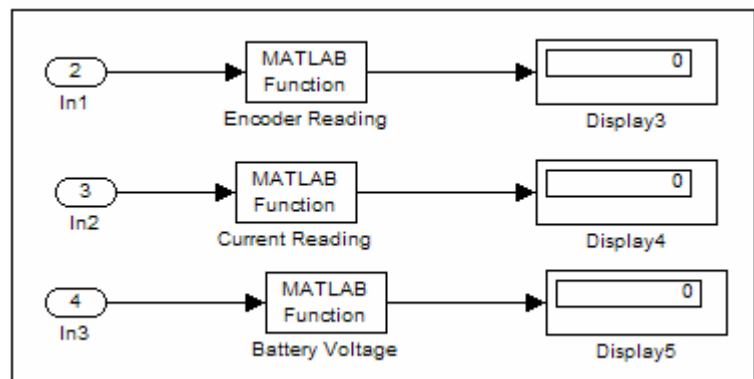 2
In1
MATLAB
Function
Encoder Reading
0
Display3
3
In2
MATLAB
Function
Current Reading
0
Display4
4
In3
MATLAB
Function
Battery Voltage
0
Display5